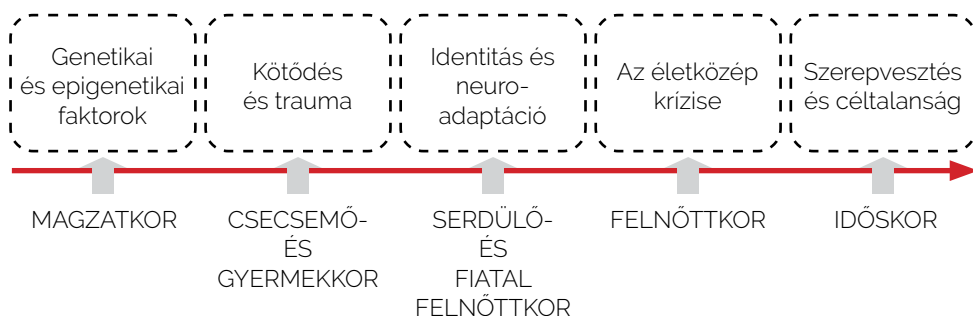 Genetikai
és epigenetikai
faktorok
Kötődés
és trauma
Identitás és
neuro-
adaptáció
Az életközép
krízise
Szerepvesztés
és céltalanság
MAGZATKOR
CSECSEMŐ-
ÉS
GYERMEKKOR
SERDÜLŐ-
ÉS
FIATAL
FELNŐTTKOR
FELNŐTTKOR
IDŐSKOR